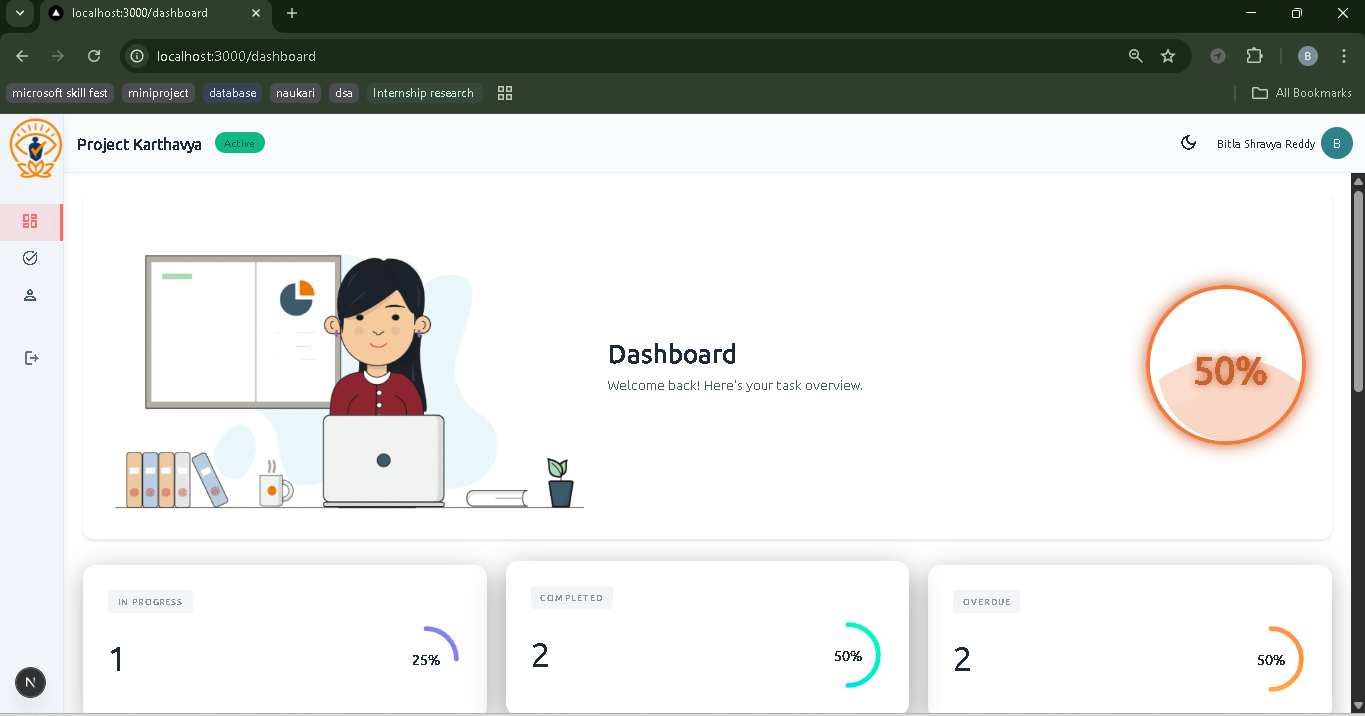 localhost:3000/dashboard
localhost:3000/dashboard
B
microsoft skill fest
miniproject
database
naukari
dsa
Internship research
All Bookmarks
Project Karthavya
Active
Bitla Shravya Reddy
B
Dashboard
Welcome back! Here's your task overview.
50%
IN PROGRESS
1
25%
COMPLETED
2
50%
OVERDUE
2
50%
N